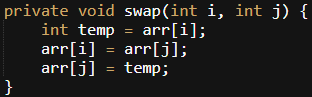 private void swap(int i, int j) {
    int temp = arr[i];
    arr[i] = arr[j];
    arr[j] = temp;
}